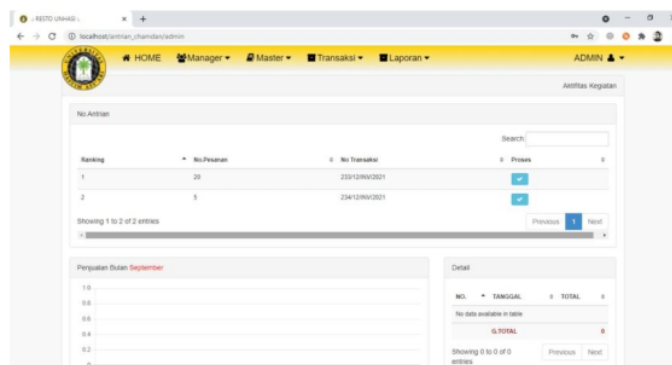 .: RESTO UNHASI :.
localhost/antrian_chamdan/admin
HOME Manager Master Transaksi Laporan ADMIN
Aktifitas Kegiatan
No.Antrian
Search:
Ranking No.Pesanan No Transaksi Proses
1 20 233/12/INV/2021
2 5 234/12/INV/2021
Showing 1 to 2 of 2 entries
Previous 1 Next
Penjualan Bulan September
1.0
0.8
0.6
0.4
0.2
0
Detail
NO. TANGGAL TOTAL
No data available in table
G.TOTAL 0
Showing 0 to 0 of 0
entries
Previous Next